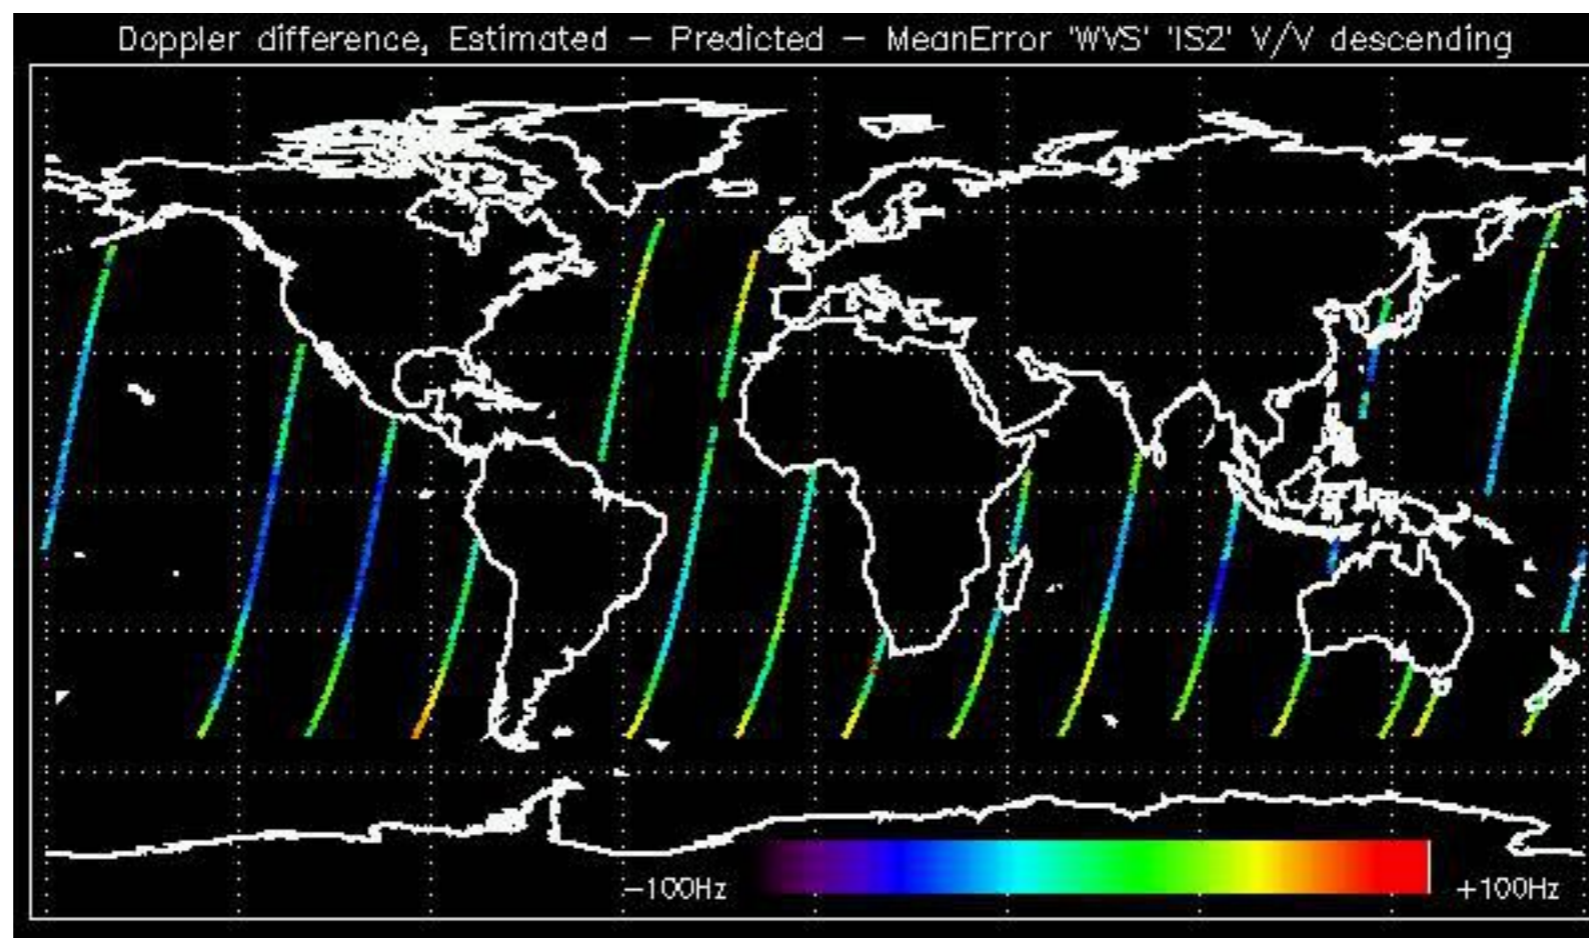 Doppler difference, Estimated - Predicted - MeanError 'WVS' 'IS2' V/V descending
-100Hz
+100Hz